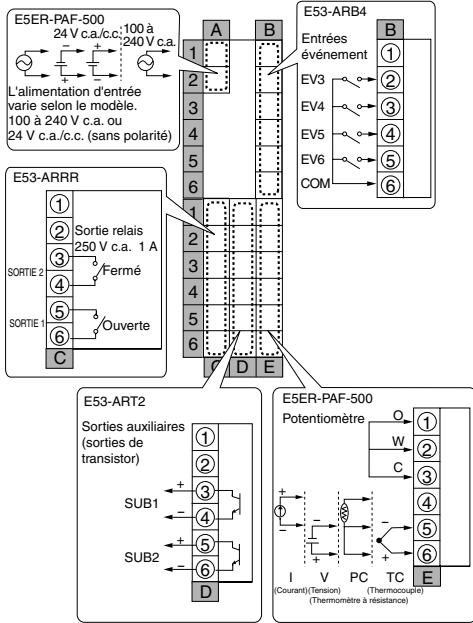 E5ER-PAF-500
24 V c.a./c.c.
100 à
240 V c.a.
L'alimentation d'entrée
varie selon le modèle.
100 à 240 V c.a. ou
24 V c.a./c.c. (sans polarité)
A B
1
2
3
4
5
6
1
2
3
4
5
6
C D E
E53-ARB4
Entrées
événement
B
1
EV3 2
EV4 3
EV5 4
EV6 5
COM 6
E53-ARRR
1
2 Sortie relais
250 V c.a. 1 A
3
SORTIE 2 Fermé
4
5
SORTIE 1 Ouverte
6
C
E53-ART2
Sorties auxiliaires
(sorties de
transistor)
1
2
+ 3
SUB1
− 4
+ 5
SUB2
− 6
D
E5ER-PAF-500
Potentiomètre
O 1
W 2
C 3
4
+ − − 5
− + + 6
I V PC TC
(Courant) (Tension) (Thermocouple)
(Thermomètre à résistance)
E